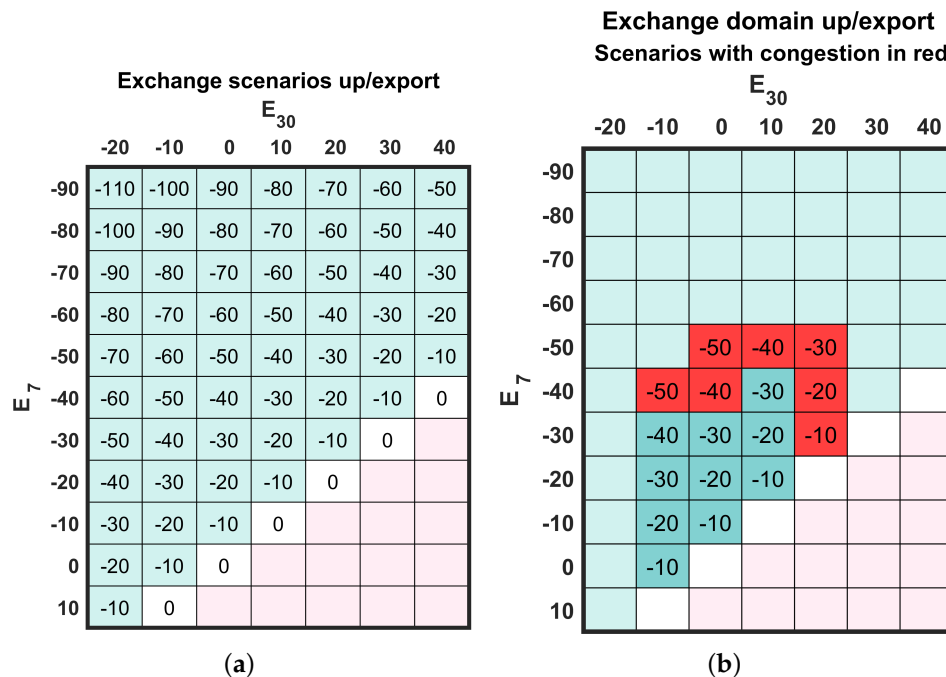 Exchange scenarios up/export
E30
-20 -10 0 10 20 30 40
E7
-90 -110 -100 -90 -80 -70 -60 -50
-80 -100 -90 -80 -70 -60 -50 -40
-70 -90 -80 -70 -60 -50 -40 -30
-60 -80 -70 -60 -50 -40 -30 -20
-50 -70 -60 -50 -40 -30 -20 -10
-40 -60 -50 -40 -30 -20 -10 0
-30 -50 -40 -30 -20 -10 0
-20 -40 -30 -20 -10 0
-10 -30 -20 -10 0
0 -20 -10 0
10 -10 0
(a)
Exchange domain up/export
Scenarios with congestion in red
E30
-20 -10 0 10 20 30 40
E7
-90
-80
-70
-60
-50 -50 -40 -30
-40 -50 -40 -30 -20
-30 -40 -30 -20 -10
-20 -30 -20 -10
-10 -20 -10
0 -10
10
(b)